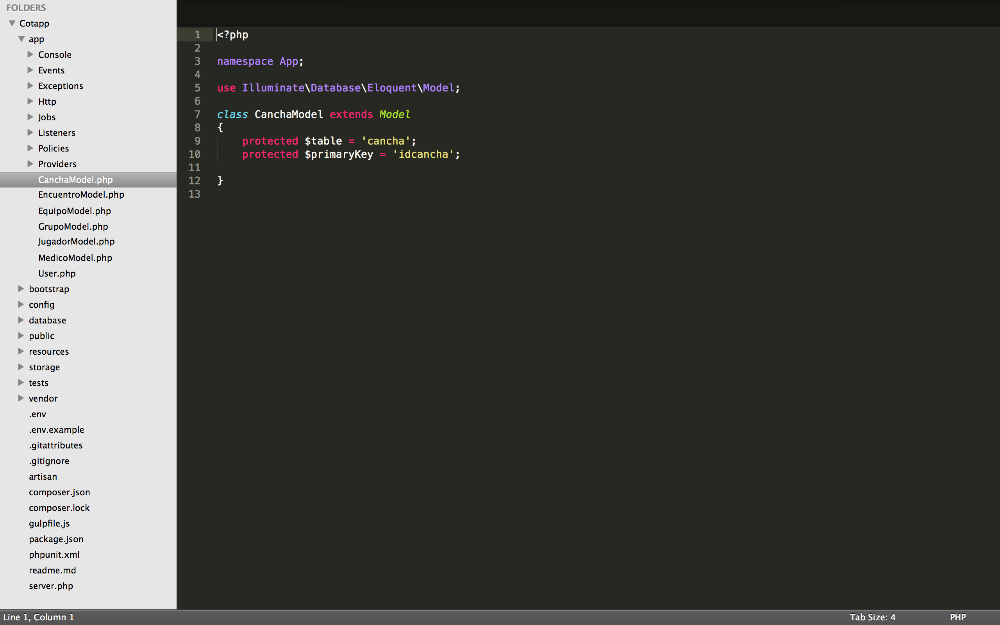 FOLDERS
Cotapp
app
Console
Events
Exceptions
Http
Jobs
Listeners
Policies
Providers
CanchaModel.php
EncuentroModel.php
EquipoModel.php
GrupoModel.php
JugadorModel.php
MedicoModel.php
User.php
bootstrap
config
database
public
resources
storage
tests
vendor
.env
.env.example
.gitattributes
.gitignore
artisan
composer.json
composer.lock
gulpfile.js
package.json
phpunit.xml
readme.md
server.php
1 <?php
2
3 namespace App;
4
5 use Illuminate\Database\Eloquent\Model;
6
7 class CanchaModel extends Model
8 {
9     protected $table = 'cancha';
10     protected $primaryKey = 'idcancha';
11
12 }
13
Line 1, Column 1
Tab Size: 4
PHP